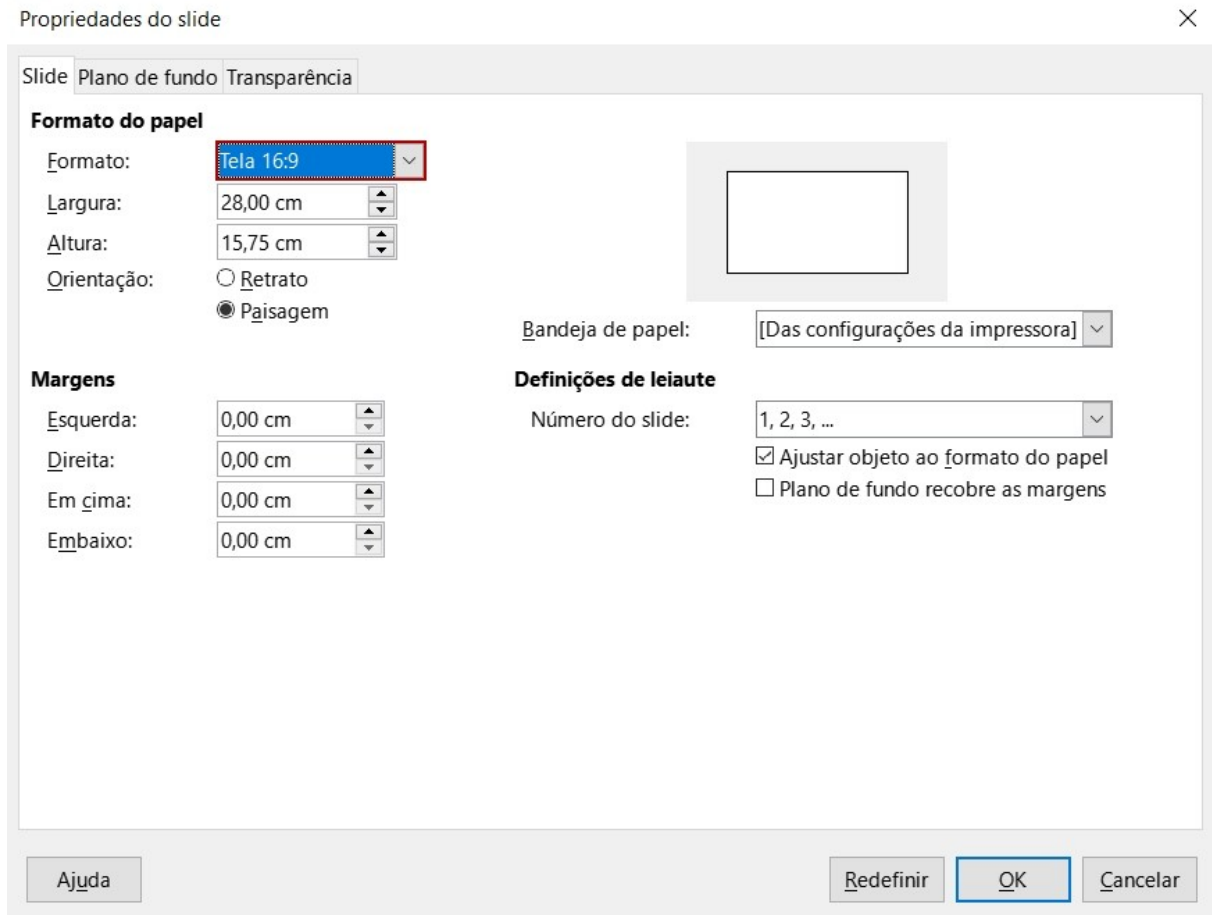 Propriedades do slide
Slide Plano de fundo Transparência
Formato do papel
Formato: Tela 16:9
Largura: 28,00 cm
Altura: 15,75 cm
Orientação: Retrato
Paisagem
Bandeja de papel: [Das configurações da impressora]
Margens
Esquerda: 0,00 cm
Direita: 0,00 cm
Em cima: 0,00 cm
Embaixo: 0,00 cm
Definições de leiaute
Número do slide: 1, 2, 3, ...
Ajustar objeto ao formato do papel
Plano de fundo recobre as margens
Ajuda Redefinir OK Cancelar